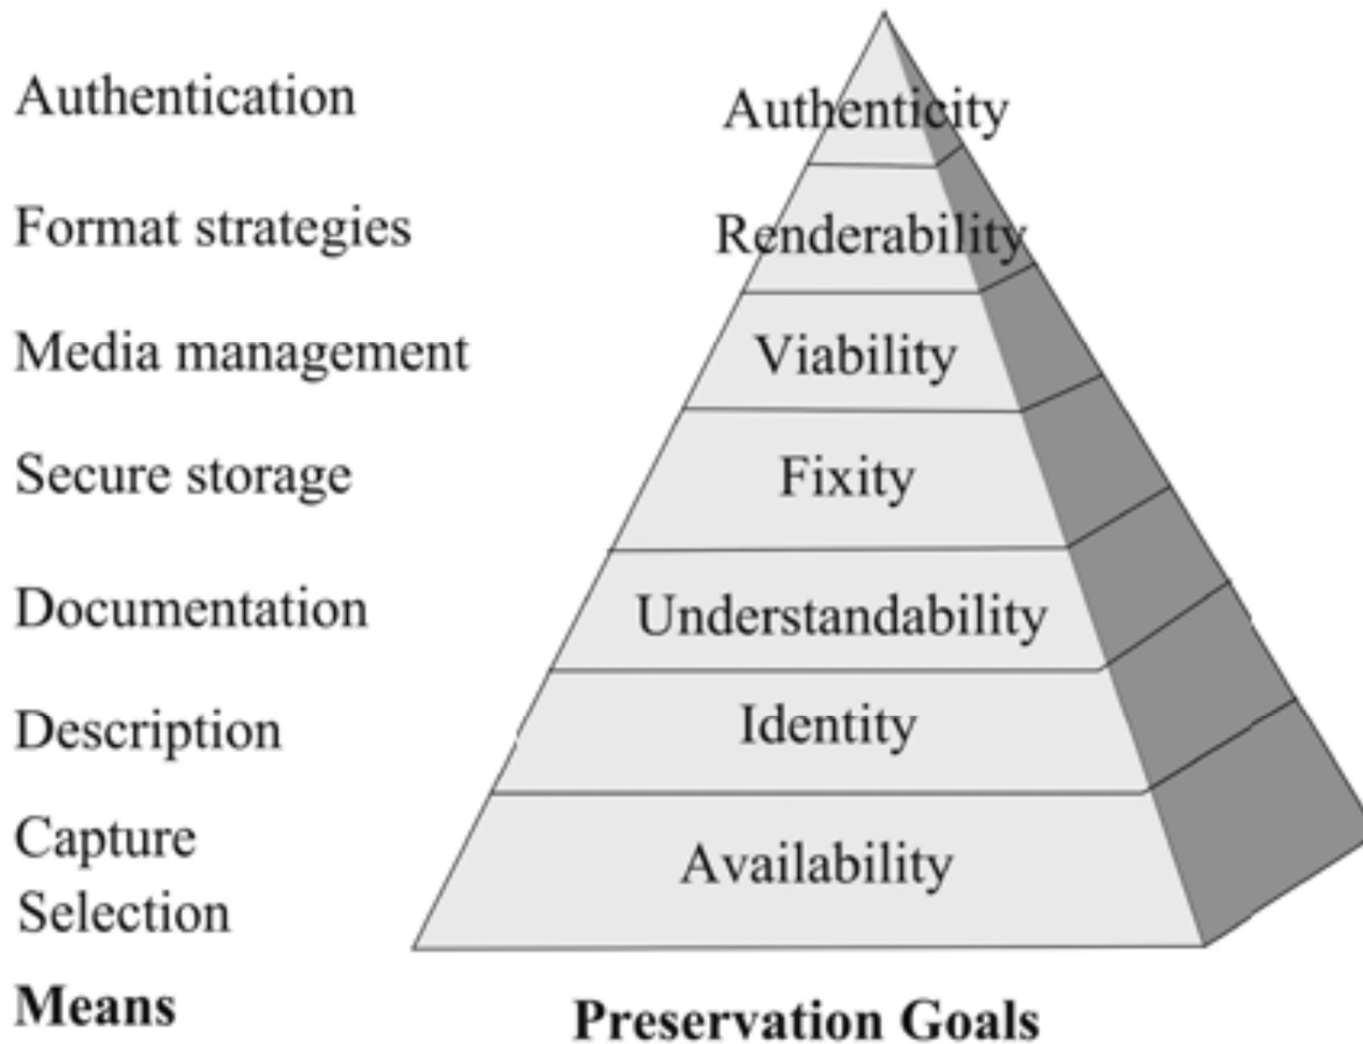 Authentication
Authenticity
Format strategies
Renderability
Media management
Viability
Secure storage
Fixity
Documentation
Understandability
Description
Identity
Capture
Selection
Availability
Means
Preservation Goals